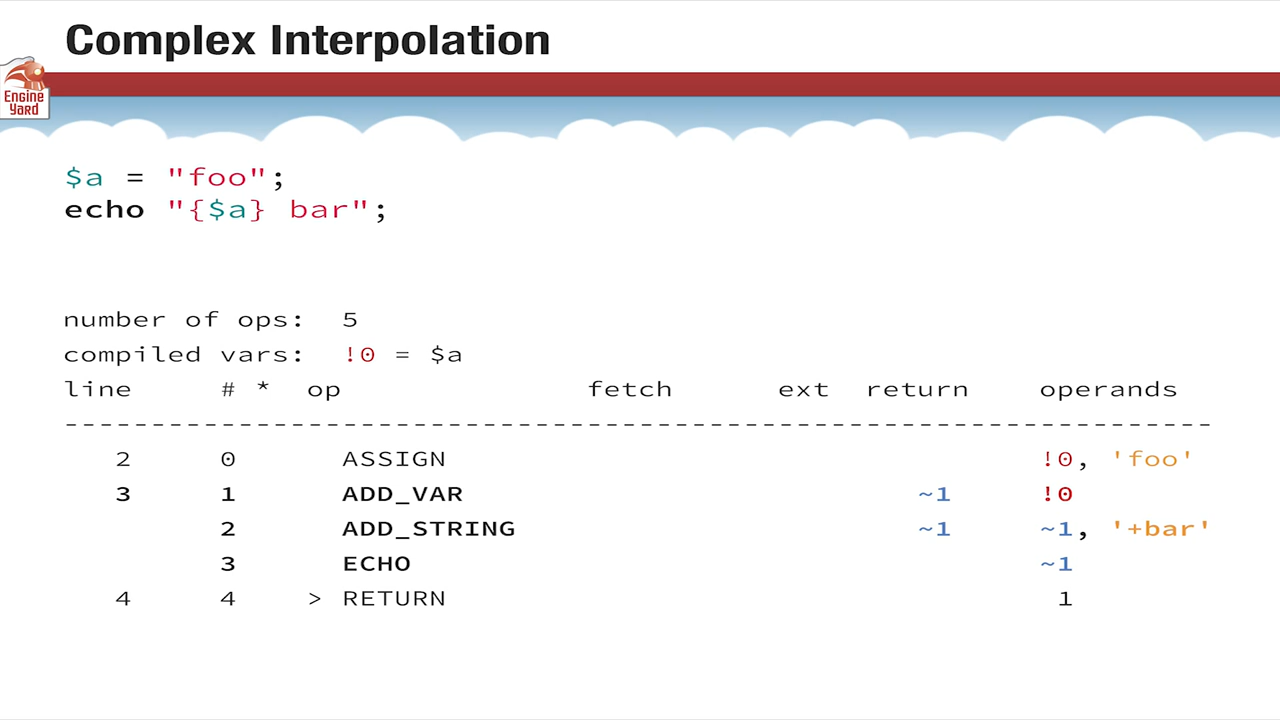 Complex Interpolation
Engine
Yard
$a = "foo";
echo "{$a} bar";
number of ops: 5
compiled vars: !0 = $a
line # * op fetch ext return operands
---------------------------------------------------------------------
2 0 ASSIGN !0, 'foo'
3 1 ADD_VAR ~1 !0
2 ADD_STRING ~1 ~1, '+bar'
3 ECHO ~1
4 4 > RETURN 1